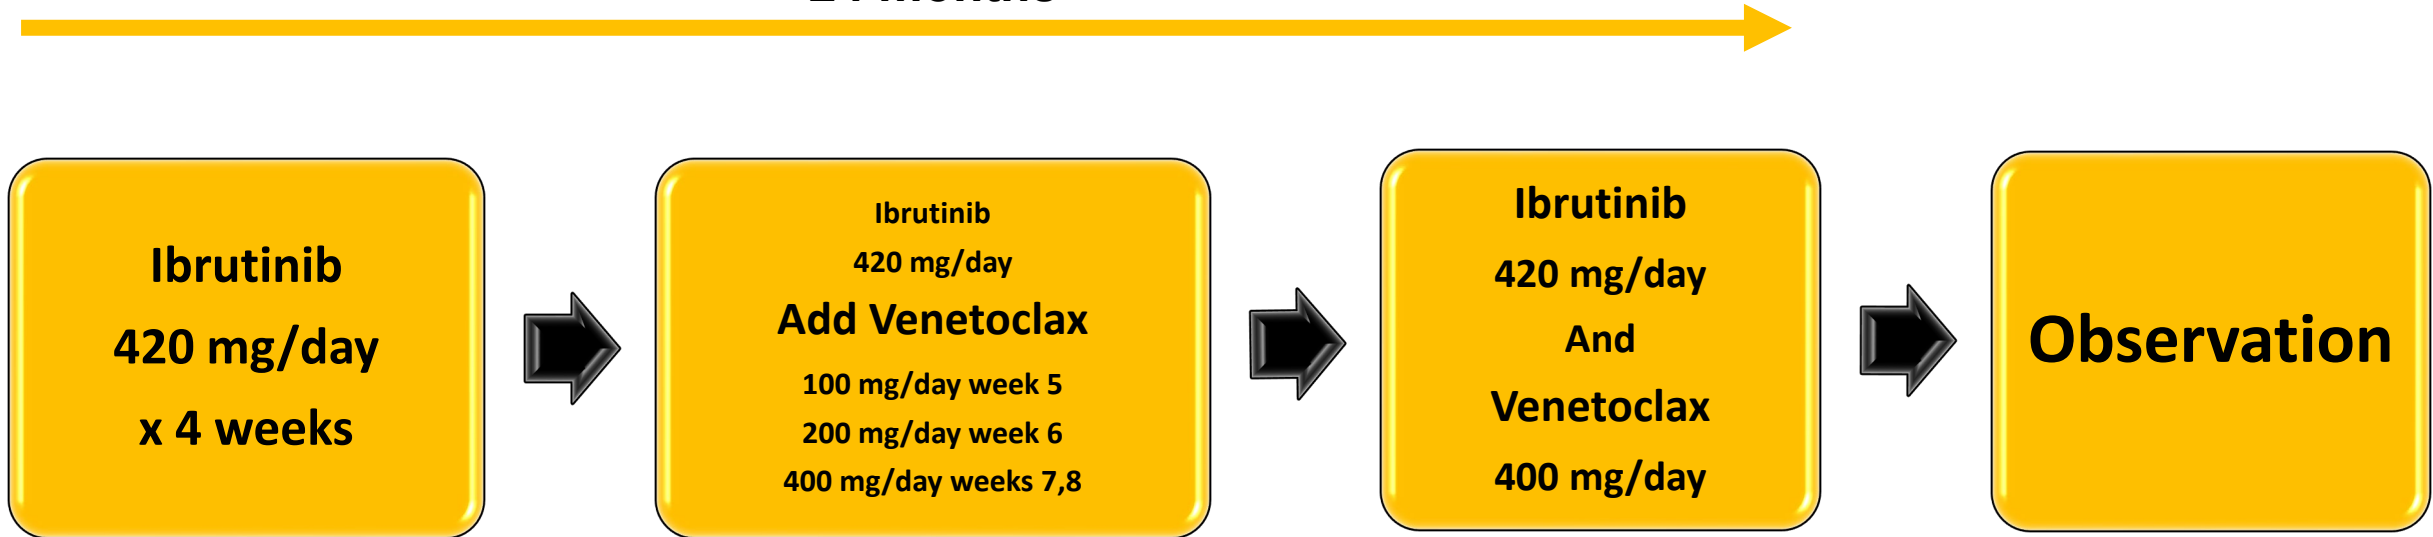 Ibrutinib
420 mg/day
x 4 weeks
Ibrutinib
420 mg/day
Add Venetoclax
100 mg/day week 5
200 mg/day week 6
400 mg/day weeks 7,8
Ibrutinib
420 mg/day
And
Venetoclax
400 mg/day
Observation